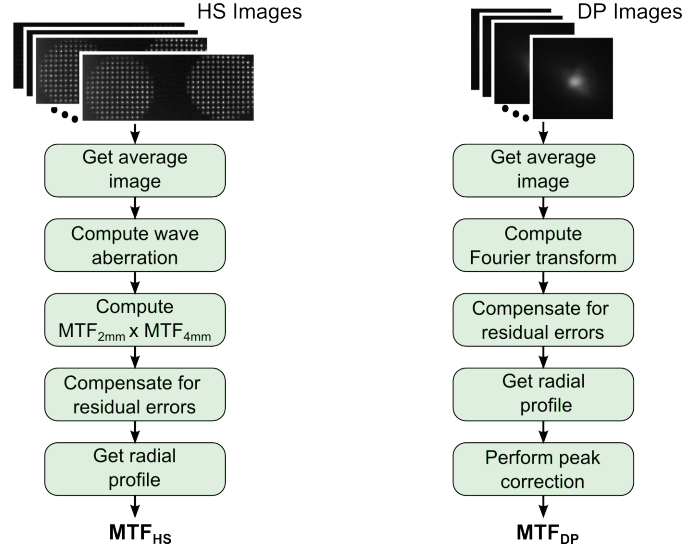 HS Images
Get average
image
Compute wave
aberration
Compute
MTF2mm x MTF4mm
Compensate for
residual errors
Get radial
profile
MTFHS
DP Images
Get average
image
Compute
Fourier transform
Compensate for
residual errors
Get radial
profile
Perform peak
correction
MTFDP